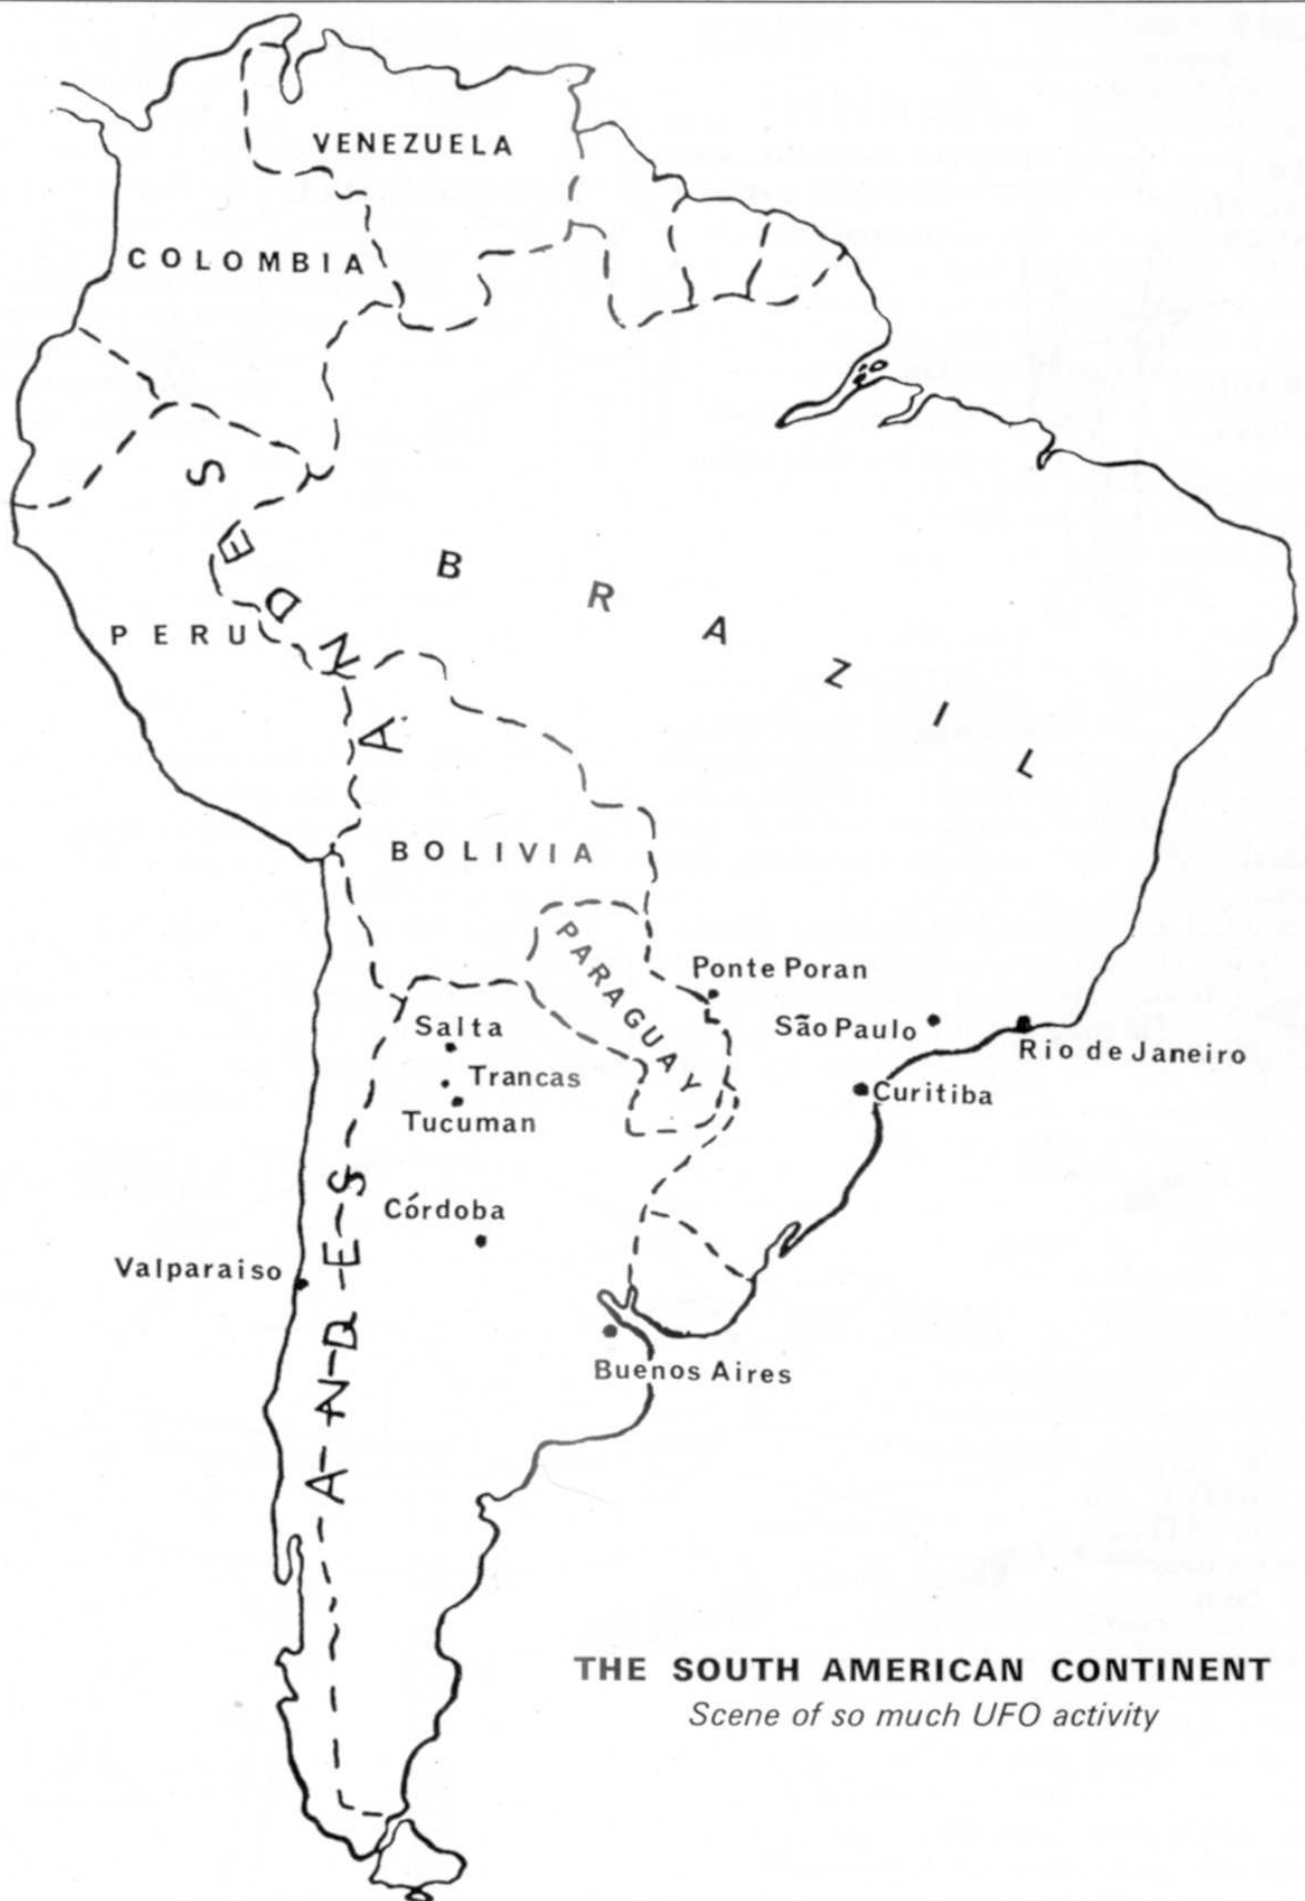 VENEZUELA
COLOMBIA
BRAZIL
PERU
ANDES
BOLIVIA
PARAGUAY
Ponte Poran
São Paulo
Rio de Janeiro
Curitiba
Salta
Trancas
Tucuman
Córdoba
Valparaiso
ANDES
Buenos Aires
THE SOUTH AMERICAN CONTINENT
Scene of so much UFO activity